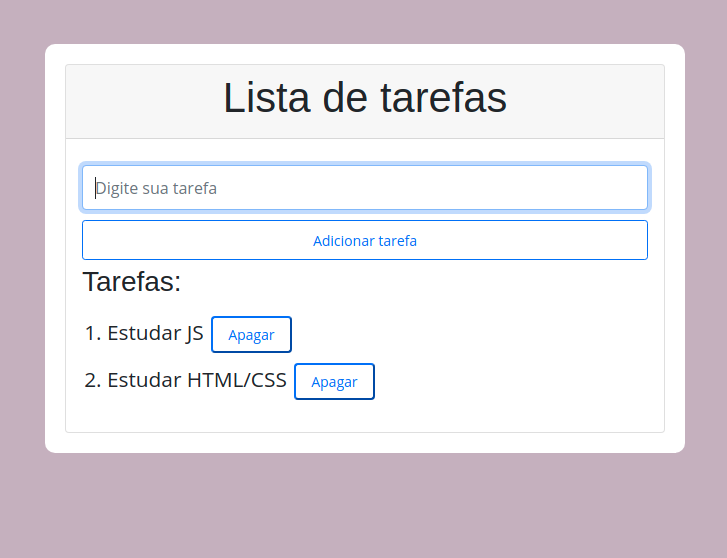 Lista de tarefas
Digite sua tarefa
Adicionar tarefa
Tarefas:
1. Estudar JS Apagar
2. Estudar HTML/CSS Apagar